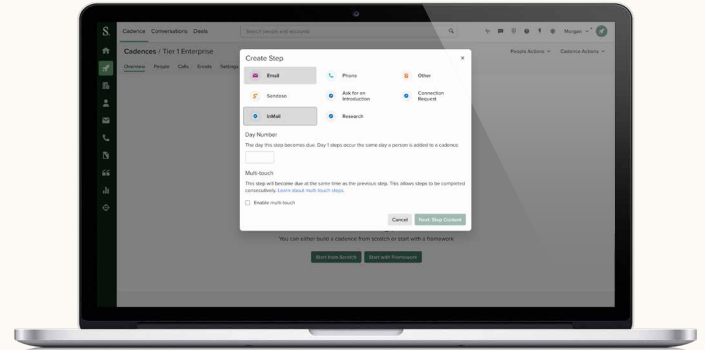 S.
Cadence Conversations Deals
Search people and accounts
Morgan
Cadences / Tier 1 Enterprise
People Actions
Cadence Actions
Overview People Calls Emails Settings
Create Step
×
Email
Phone
Other
Sendoso
Ask for an
Introduction
Connection
Request
InMail
Research
Day Number
The day this step becomes due. Day 1 steps occur the same day a person is added to a cadence.
Multi-touch
This step will become due at the same time as the previous step. This allows steps to be completed
consecutively. Learn about multi touch steps.
Enable multi-touch
Cancel
Next: Step Content
You can either build a cadence from scratch or start with a framework
Start from Scratch
Start with Framework